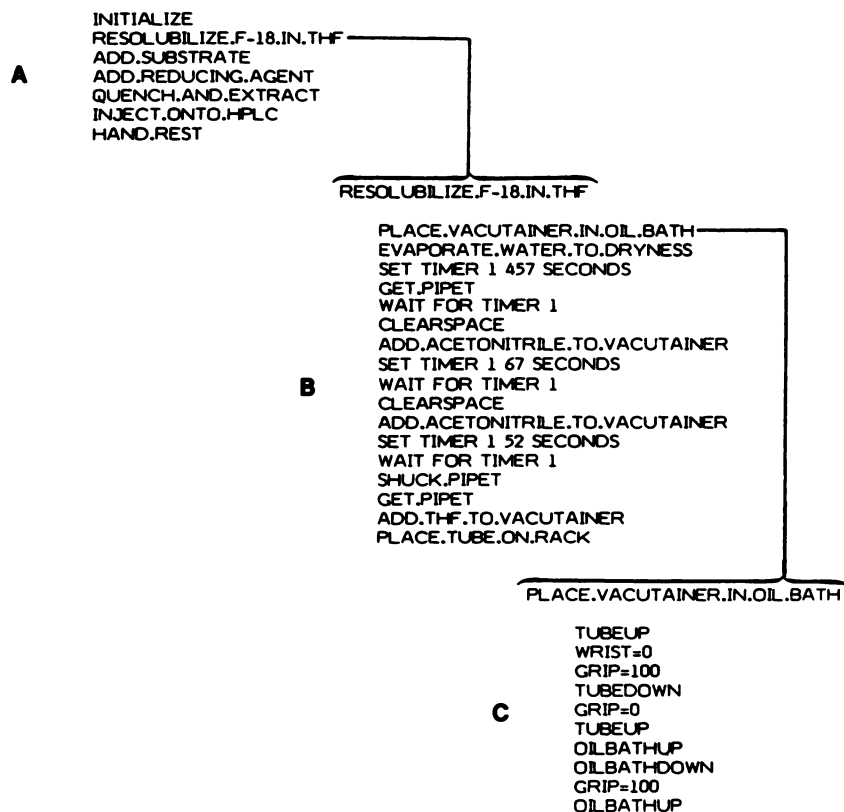 INITIALIZE
RESOLUBILIZE.F-18.IN.THF
ADD.SUBSTRATE
A
ADD.REDUCING.AGENT
QUENCH.AND.EXTRACT
INJECT.ONTO.HPLC
HAND.REST
RESOLUBILIZE.F-18.IN.THF
PLACE.VACUTAINER.IN.OIL.BATH
EVAPORATE.WATER.TO.DRYNESS
SET TIMER 1 457 SECONDS
GET.PIPET
WAIT FOR TIMER 1
CLEARSPACE
ADD.ACETONITRILE.TO.VACUTAINER
SET TIMER 1 67 SECONDS
B
WAIT FOR TIMER 1
CLEARSPACE
ADD.ACETONITRILE.TO.VACUTAINER
SET TIMER 1 52 SECONDS
WAIT FOR TIMER 1
SHUCK.PIPET
GET.PIPET
ADD.THF.TO.VACUTAINER
PLACE.TUBE.ON.RACK
PLACE.VACUTAINER.IN.OIL.BATH
TUBEUP
WRIST=0
GRIP=100
TUBEDOWN
C
GRIP=0
TUBEUP
OILBATHUP
OILBATHDOWN
GRIP=100
OILBATHUP